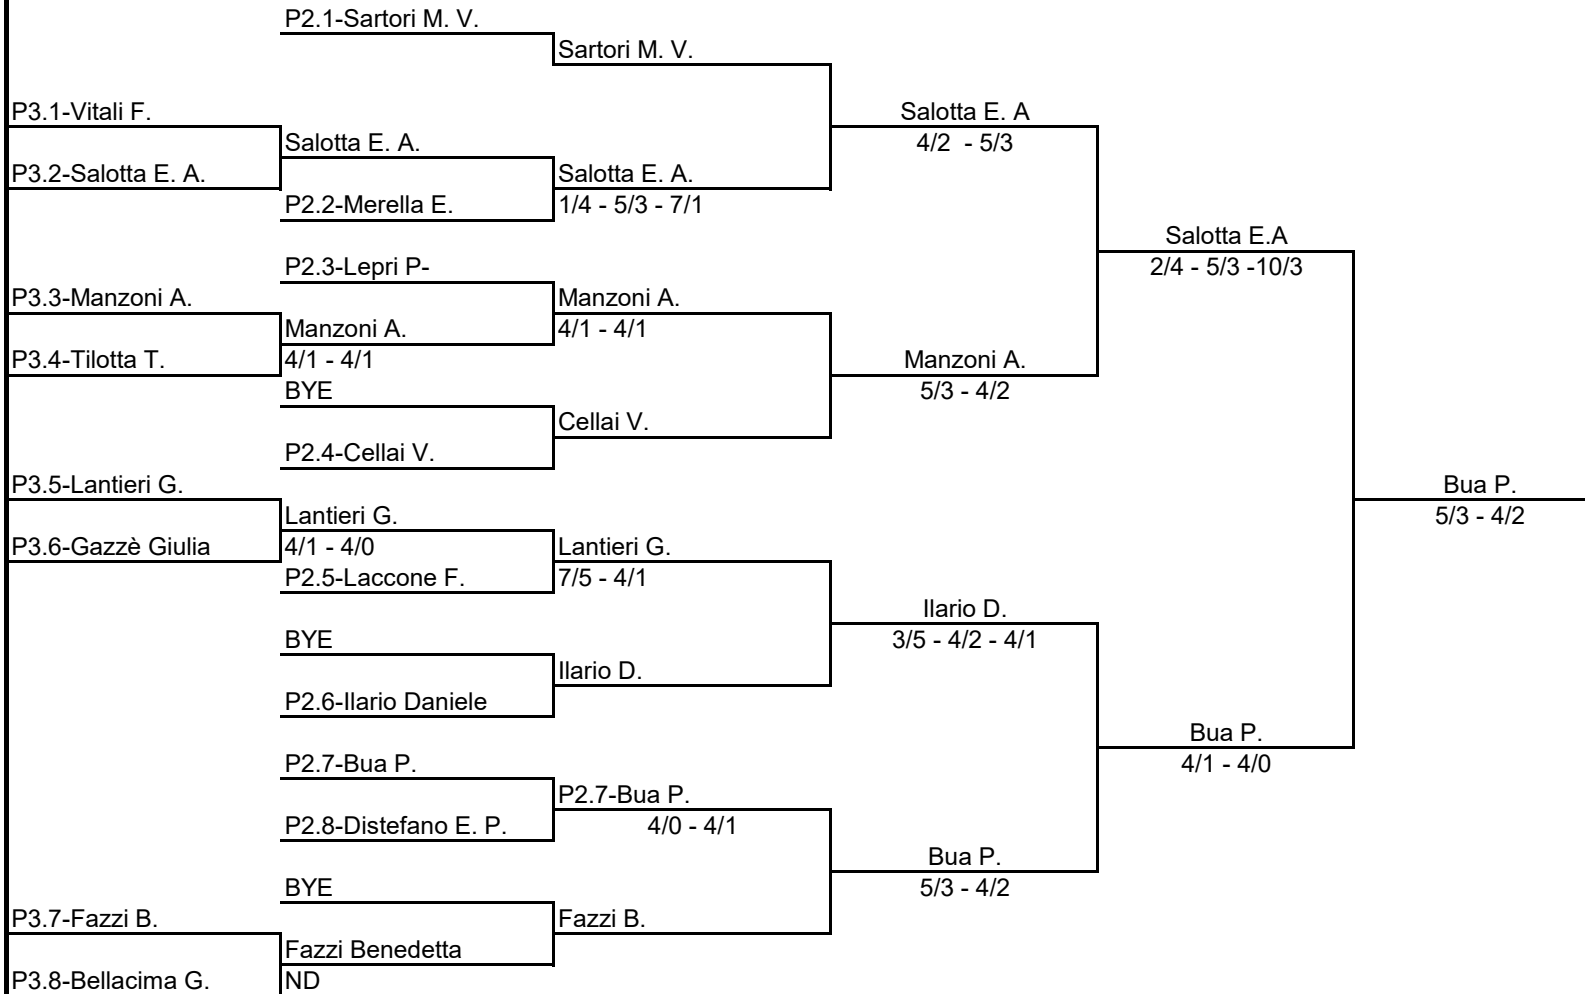 P2.1-Sartori M. V.
Sartori M. V.
P3.1-Vitali F.
Salotta E. A
Salotta E. A.
4/2  - 5/3
P3.2-Salotta E. A.
Salotta E. A.
P2.2-Merella E.
1/4 - 5/3 - 7/1
Salotta E.A
P2.3-Lepri P-
2/4 - 5/3 -10/3
P3.3-Manzoni A.
Manzoni A.
Manzoni A.
4/1 - 4/1
P3.4-Tilotta T.
4/1 - 4/1
Manzoni A.
BYE
5/3 - 4/2
Cellai V.
P2.4-Cellai V.
P3.5-Lantieri G.
Bua P.
Lantieri G.
5/3 - 4/2
P3.6-Gazzè Giulia
4/1 - 4/0
Lantieri G.
P2.5-Laccone F.
7/5 - 4/1
Ilario D.
BYE
3/5 - 4/2 - 4/1
Ilario D.
P2.6-Ilario Daniele
Bua P.
P2.7-Bua P.
4/1 - 4/0
P2.7-Bua P.
P2.8-Distefano E. P.
4/0 - 4/1
Bua P.
BYE
5/3 - 4/2
P3.7-Fazzi B.
Fazzi B.
Fazzi Benedetta
P3.8-Bellacima G.
ND